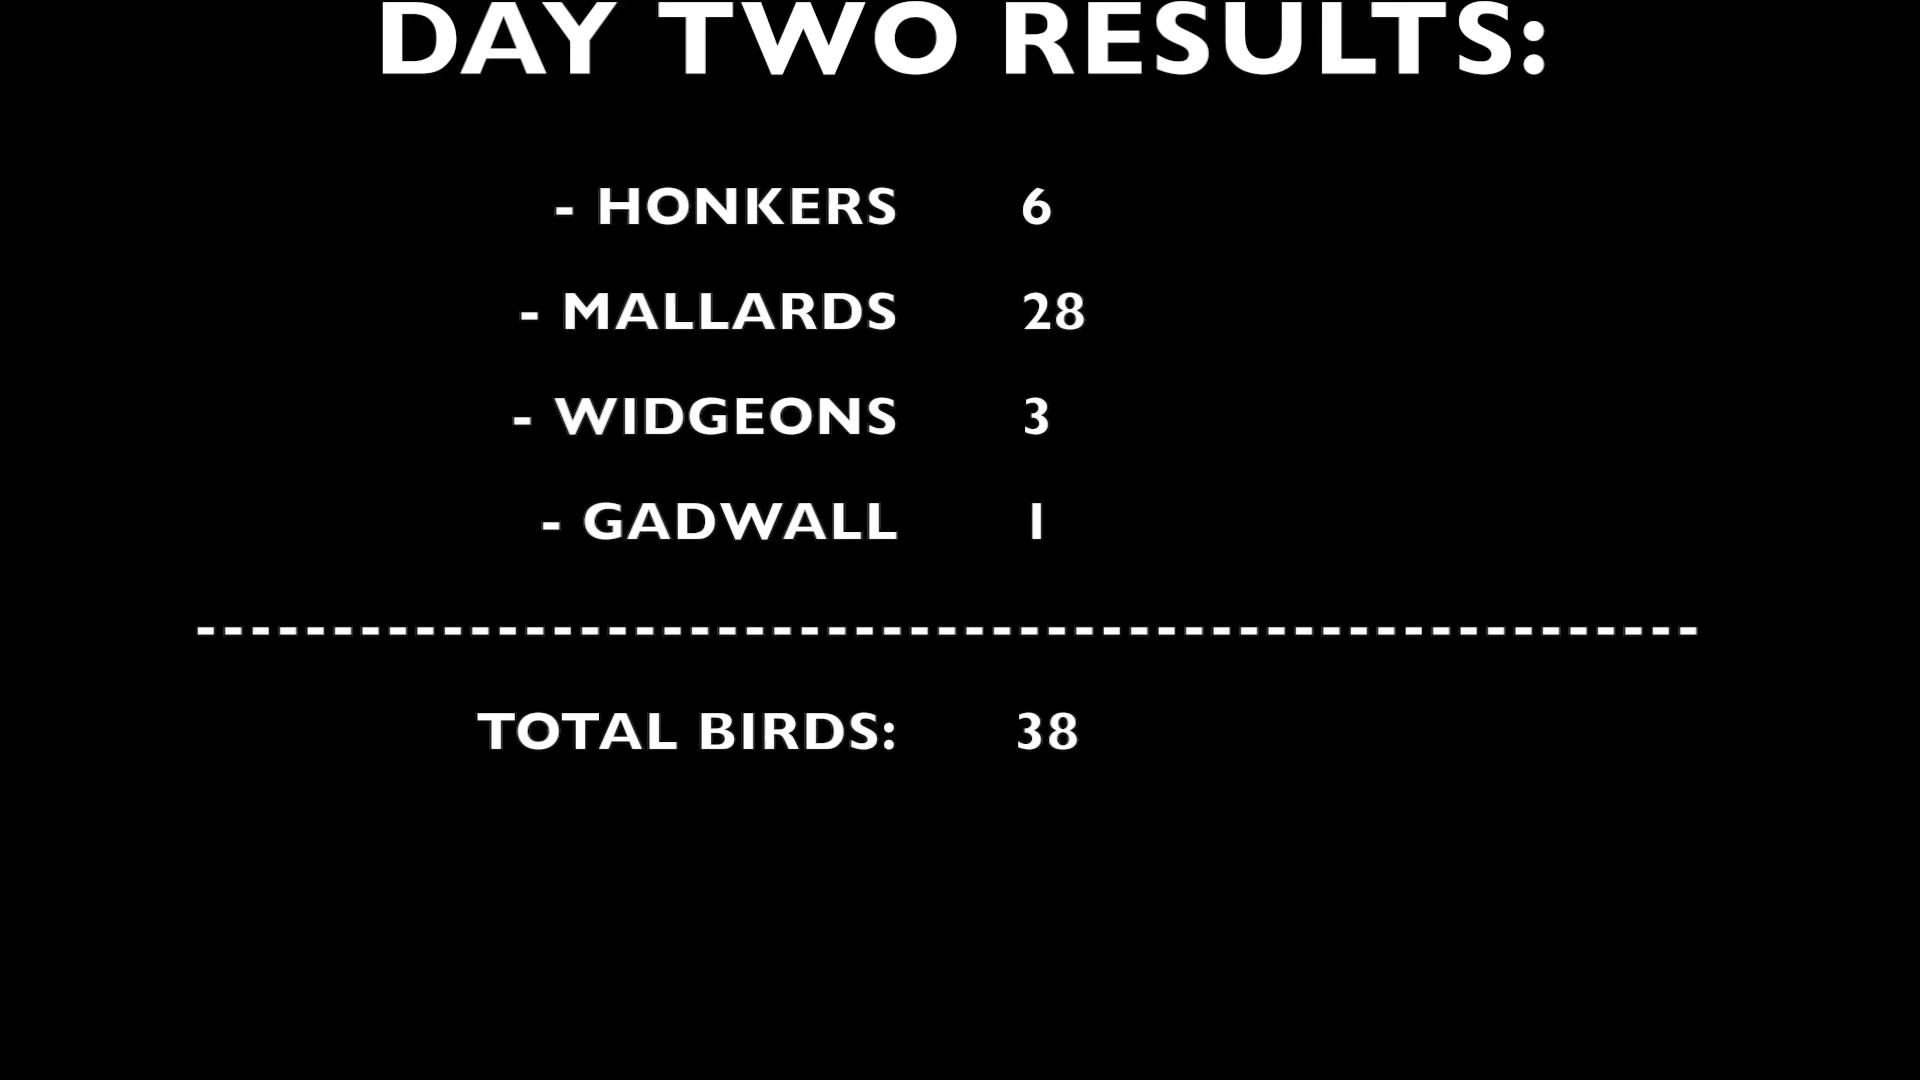 DAY TWO RESULTS:
- HONKERS 6
- MALLARDS 28
- WIDGEONS 3
- GADWALL 1
-------------------------------------------------------
TOTAL BIRDS: 38